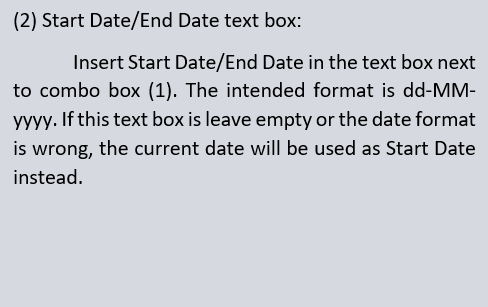 (2) Start Date/End Date text box:
Insert Start Date/End Date in the text box next
to combo box (1). The intended format is dd-MM-
yyyy. If this text box is leave empty or the date format
is wrong, the current date will be used as Start Date
instead.